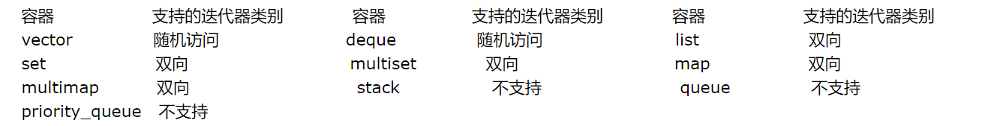 容器 支持的迭代器类别 容器 支持的迭代器类别 容器 支持的迭代器类别
vector 随机访问 deque 随机访问 list 双向
set 双向 multiset 双向 map 双向
multimap 双向 stack 不支持 queue 不支持
priority_queue 不支持